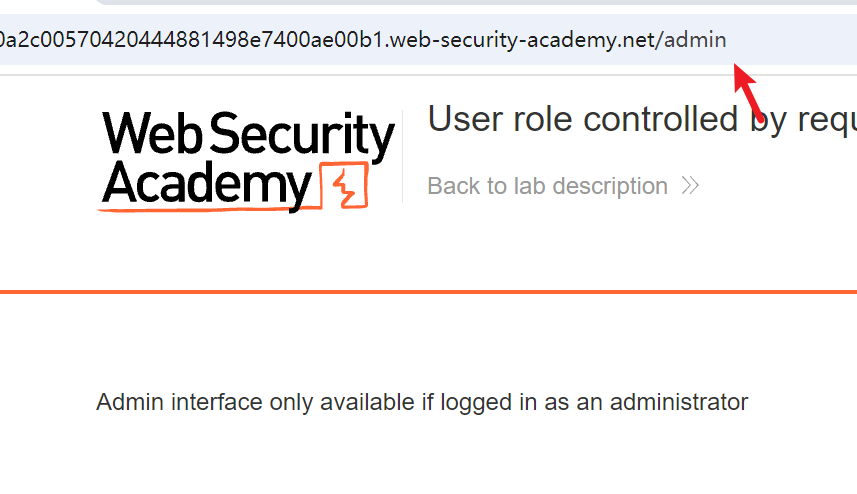 0a2c00570420444881498e7400ae00b1.web-security-academy.net/admin
Web Security
Academy
User role controlled by requ
Back to lab description
Admin interface only available if logged in as an administrator